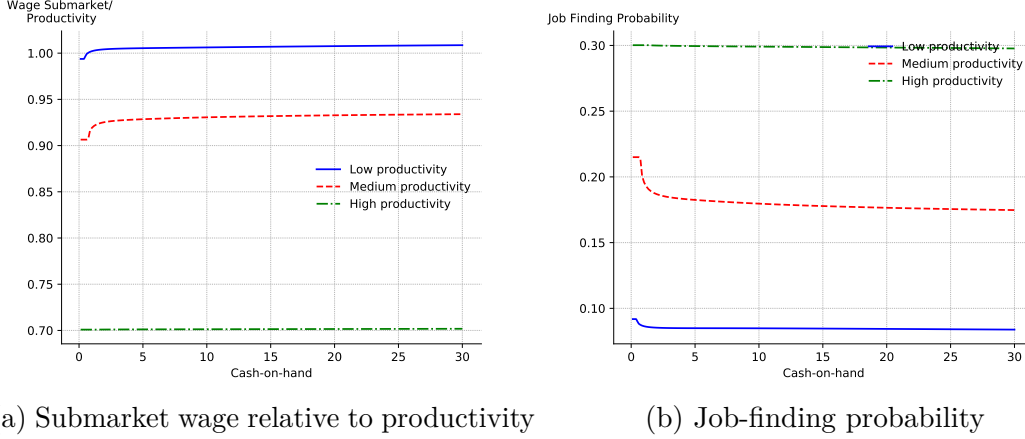 Wage Submarket/
Productivity
1.00
0.95
0.90
0.85
0.80
0.75
0.70
0 5 10 15 20 25 30
Cash-on-hand
Low productivity
Medium productivity
High productivity
a) Submarket wage relative to productivity
Job Finding Probability
0.30
0.25
0.20
0.15
0.10
0 5 10 15 20 25 30
Cash-on-hand
Low productivity
Medium productivity
High productivity
(b) Job-finding probability